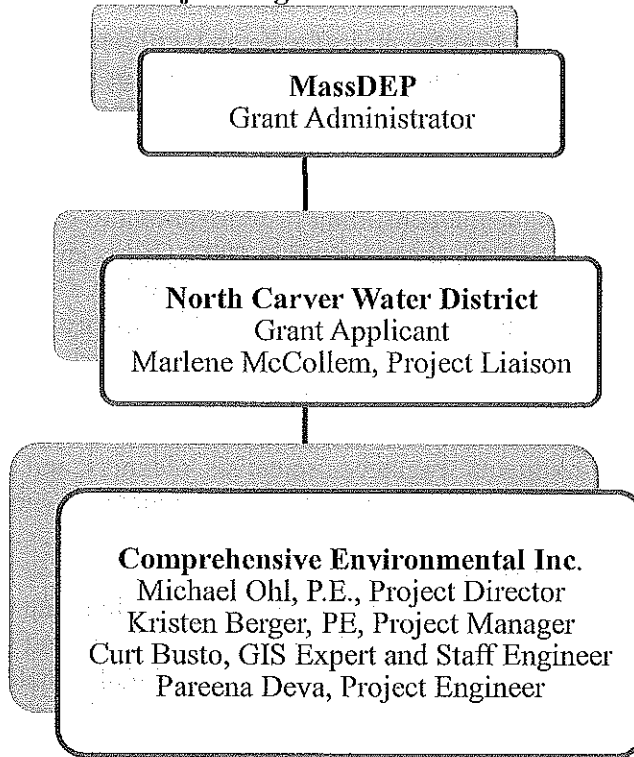 MassDEP
Grant Administrator
North Carver Water District
Grant Applicant
Marlene McCollem, Project Liaison
Comprehensive Environmental Inc.
Michael Ohl, P.E., Project Director
Kristen Berger, PE, Project Manager
Curt Busto, GIS Expert and Staff Engineer
Pareena Deva, Project Engineer